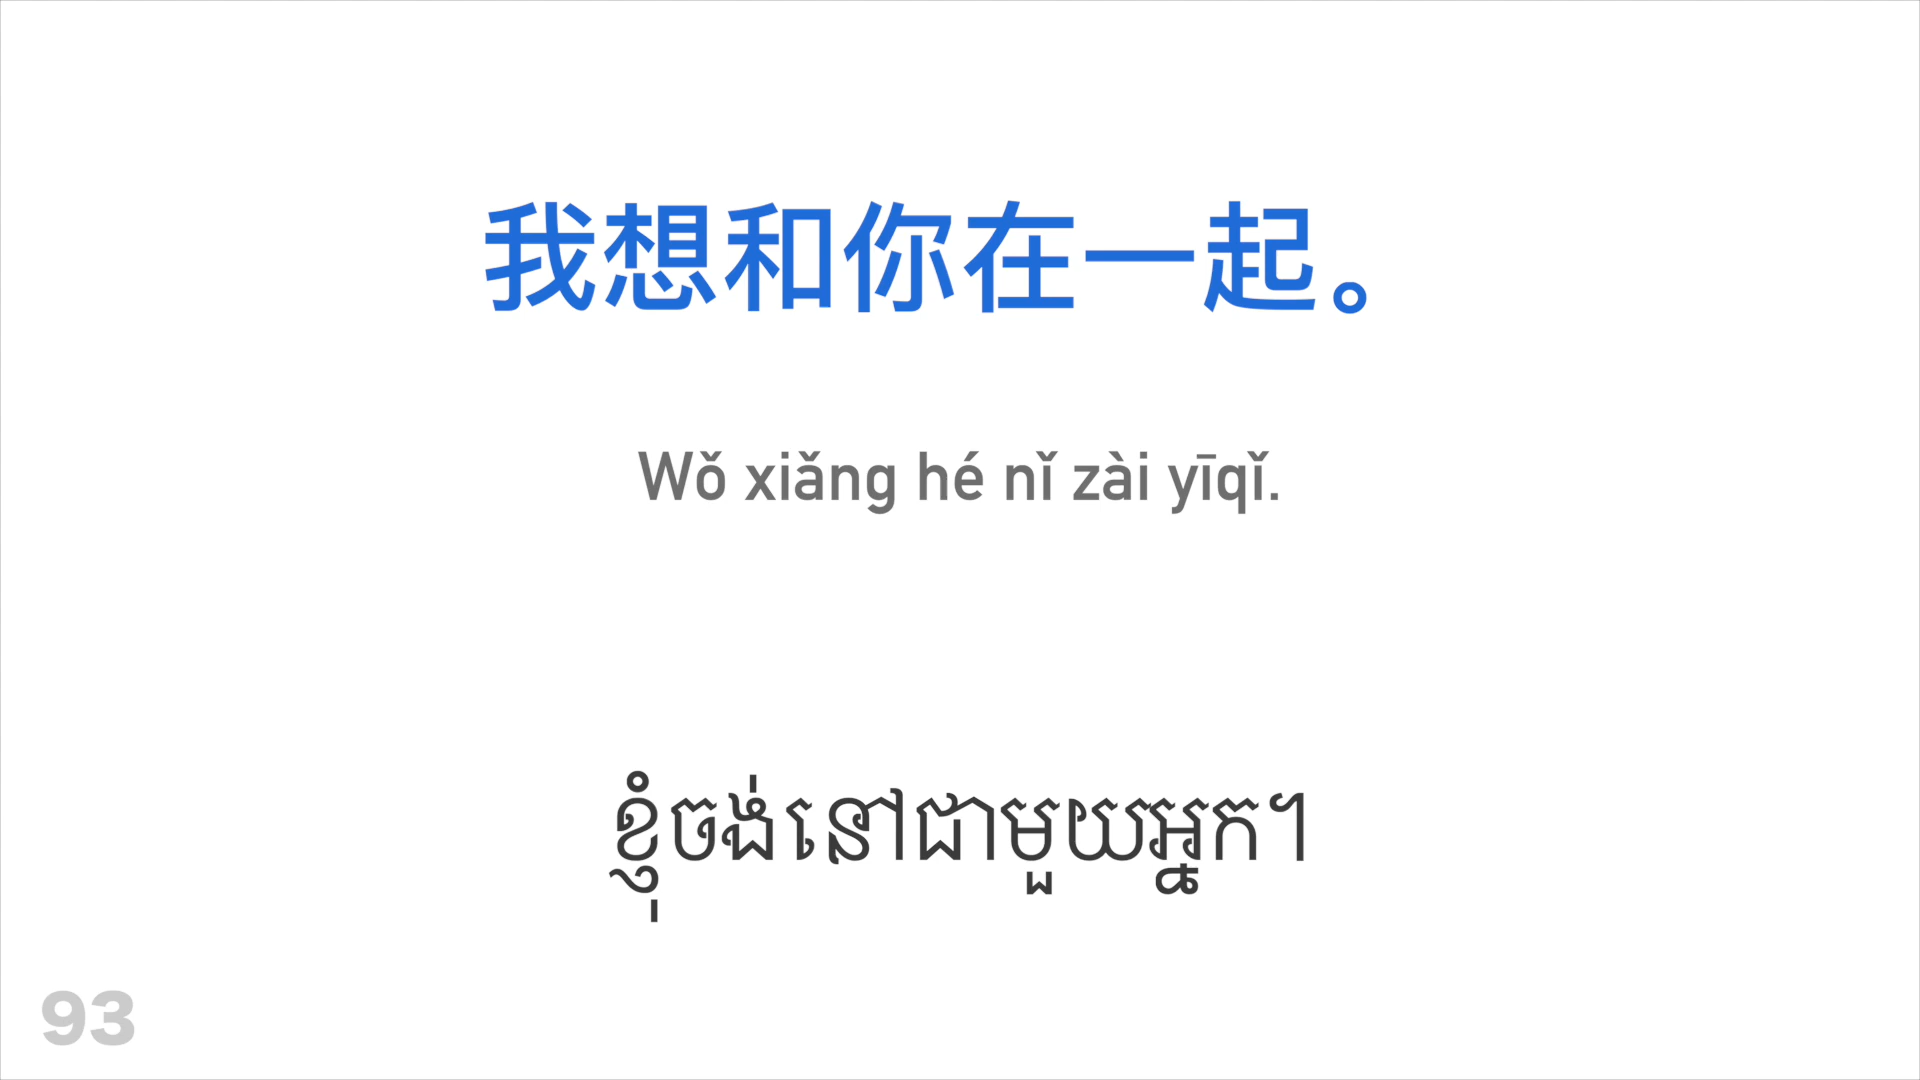 我想和你在一起。
Wǒ xiǎng hé nǐ zài yīqǐ.
ខ្ញុំចង់នៅជាមួយអ្នក។
93